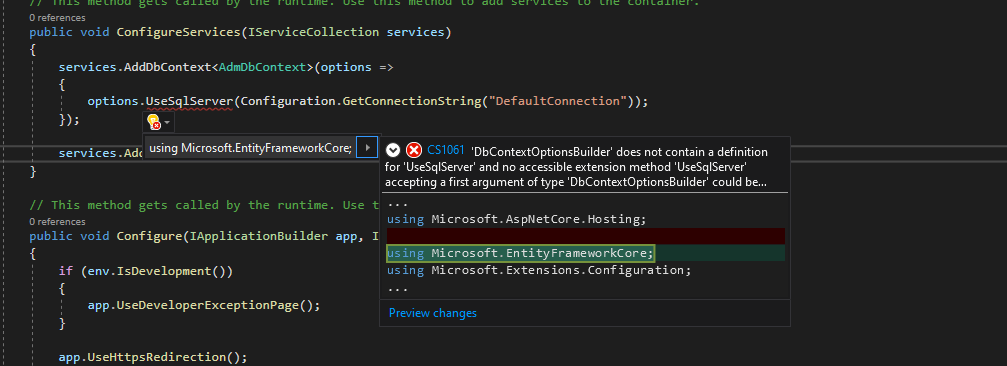 // This method gets called by the runtime. Use this method to add services to the container.
0 references
public void ConfigureServices(IServiceCollection services)
{
services.AddDbContext<AdmDbContext>(options =>
{
options.UseSqlServer(Configuration.GetConnectionString("DefaultConnection"));
});
using Microsoft.EntityFrameworkCore;
services.Add
}
CS1061 'DbContextOptionsBuilder' does not contain a definition
for 'UseSqlServer' and no accessible extension method 'UseSqlServer'
accepting a first argument of type 'DbContextOptionsBuilder' could be...
...
using Microsoft.AspNetCore.Hosting;
using Microsoft.EntityFrameworkCore;
using Microsoft.Extensions.Configuration;
...
Preview changes
// This method gets called by the runtime. Use t
0 references
public void Configure(IApplicationBuilder app, I
{
if (env.IsDevelopment())
{
app.UseDeveloperExceptionPage();
}
app.UseHttpsRedirection();